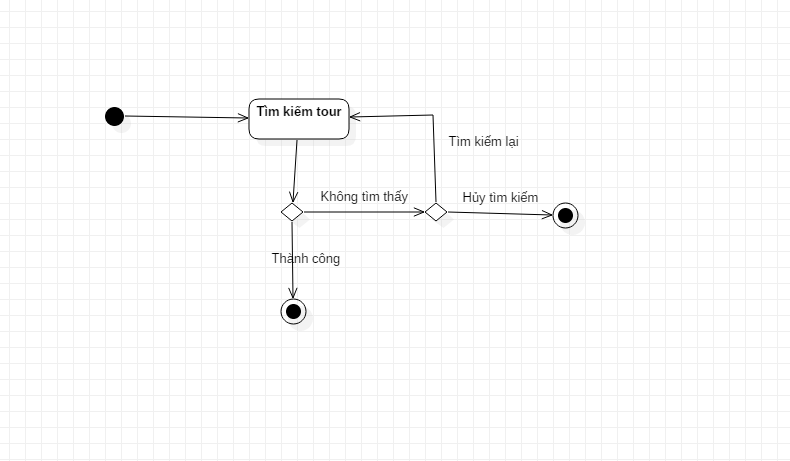 Tìm kiếm tour
Tìm kiếm lại
Không tìm thấy
Hủy tìm kiếm
Thành công